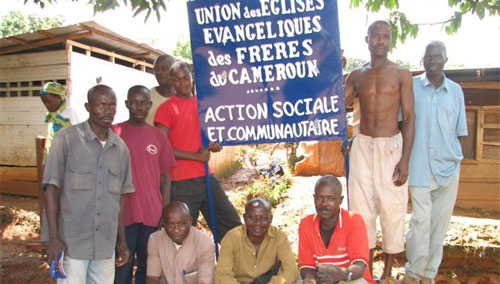 UNION des EGLISES
EVANGELIQUES
des FRERES
du CAMEROUN
ACTION SOCIALE
ET COMMUNAUTAIRE